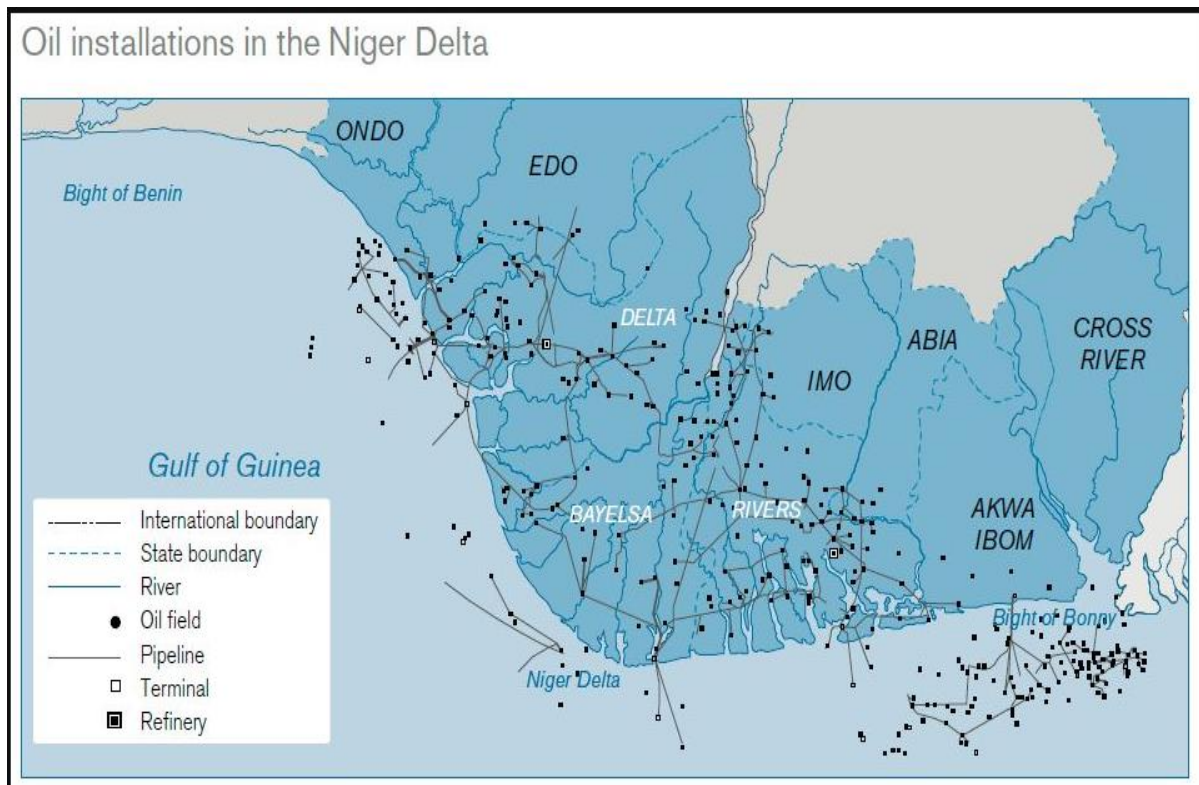 Oil installations in the Niger Delta
ONDO
EDO
Bight of Benin
DELTA
ABIA
CROSS
RIVER
IMO
Gulf of Guinea
BAYELSA
RIVERS
AKWA
IBOM
International boundary
State boundary
River
Oil field
Pipeline
Terminal
Refinery
Bight of Bonny
Niger Delta